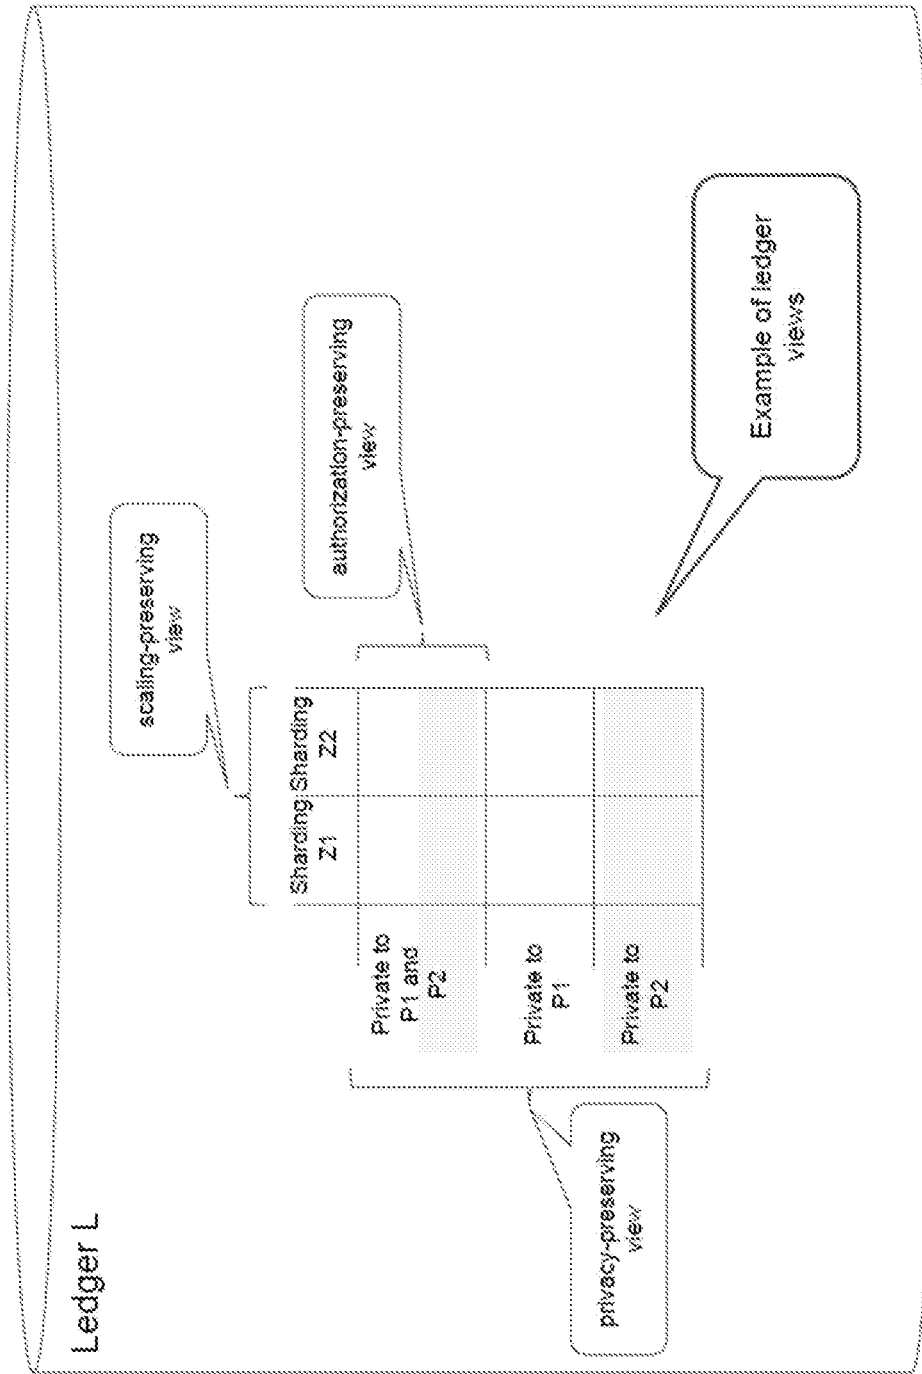 Ledger L
scaling-preserving
view
authorization-preserving
view
Sharding Sharding
Z1 Z2
Private to
P1 and
P2
Private to
P1
Private to
P2
privacy-preserving
view
Example of ledger
views